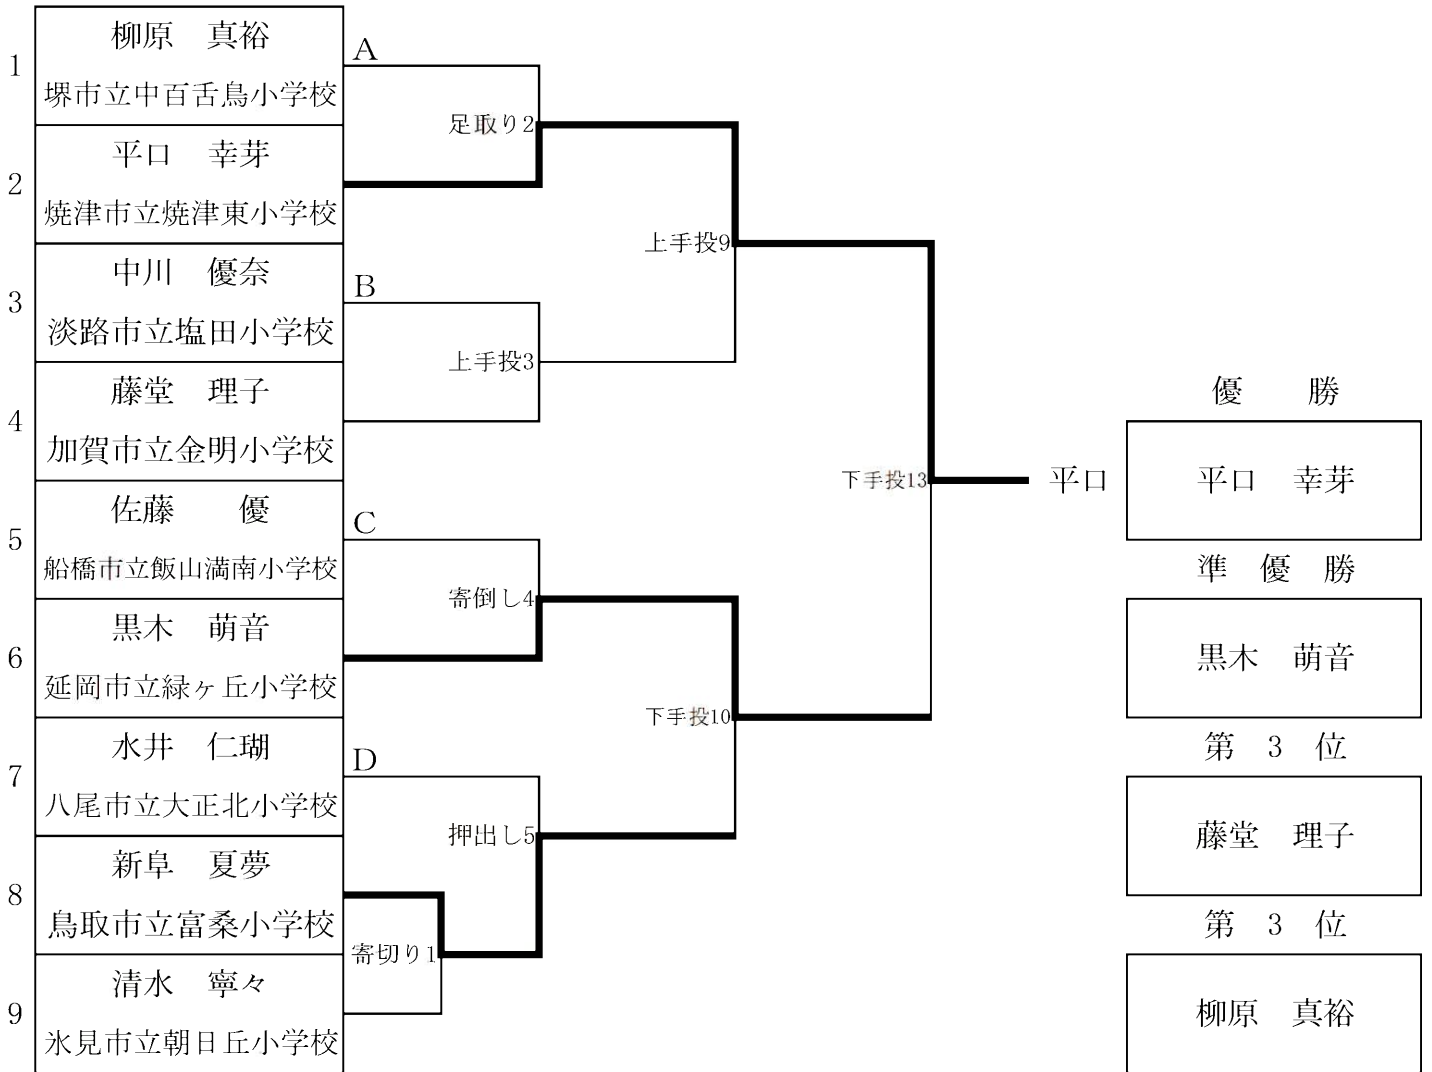 1
柳原　真裕
堺市立中百舌鳥小学校
A
足取り2
2
平口　幸芽
焼津市立焼津東小学校
上手投9
3
中川　優奈
淡路市立塩田小学校
B
上手投3
4
藤堂　理子
加賀市立金明小学校
下手投13
平口
5
佐藤　　優
船橋市立飯山満南小学校
C
寄倒し4
6
黒木　萌音
延岡市立緑ヶ丘小学校
下手投10
7
水井　仁瑚
八尾市立大正北小学校
D
押出し5
8
新阜　夏夢
鳥取市立富桑小学校
寄切り1
9
清水　寧々
氷見市立朝日丘小学校
優　　勝
平口　幸芽
準　優　勝
黒木　萌音
第　3　位
藤堂　理子
第　3　位
柳原　真裕